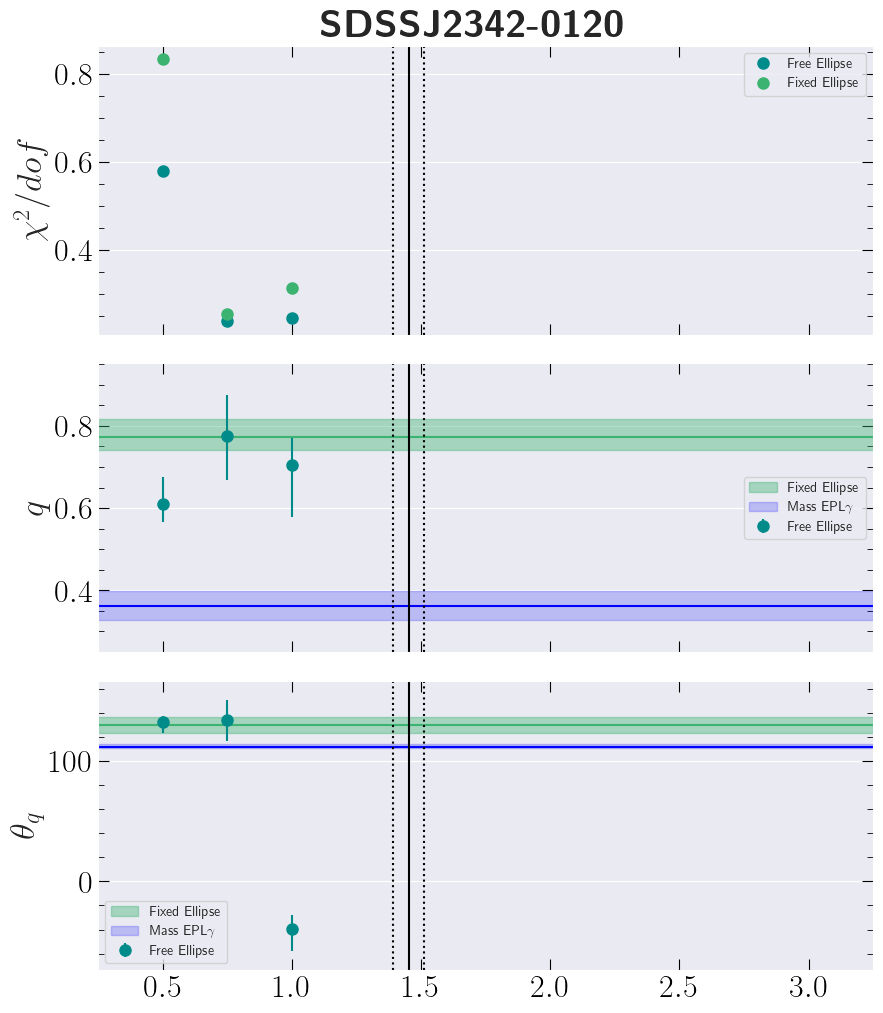 SDSSJ2342-0120
χ²/dof
0.8
0.6
0.4
Free Ellipse
Fixed Ellipse
q
0.8
0.6
0.4
Fixed Ellipse
Mass EPLγ
Free Ellipse
θq
100
0
Fixed Ellipse
Mass EPLγ
Free Ellipse
0.5 1.0 1.5 2.0 2.5 3.0